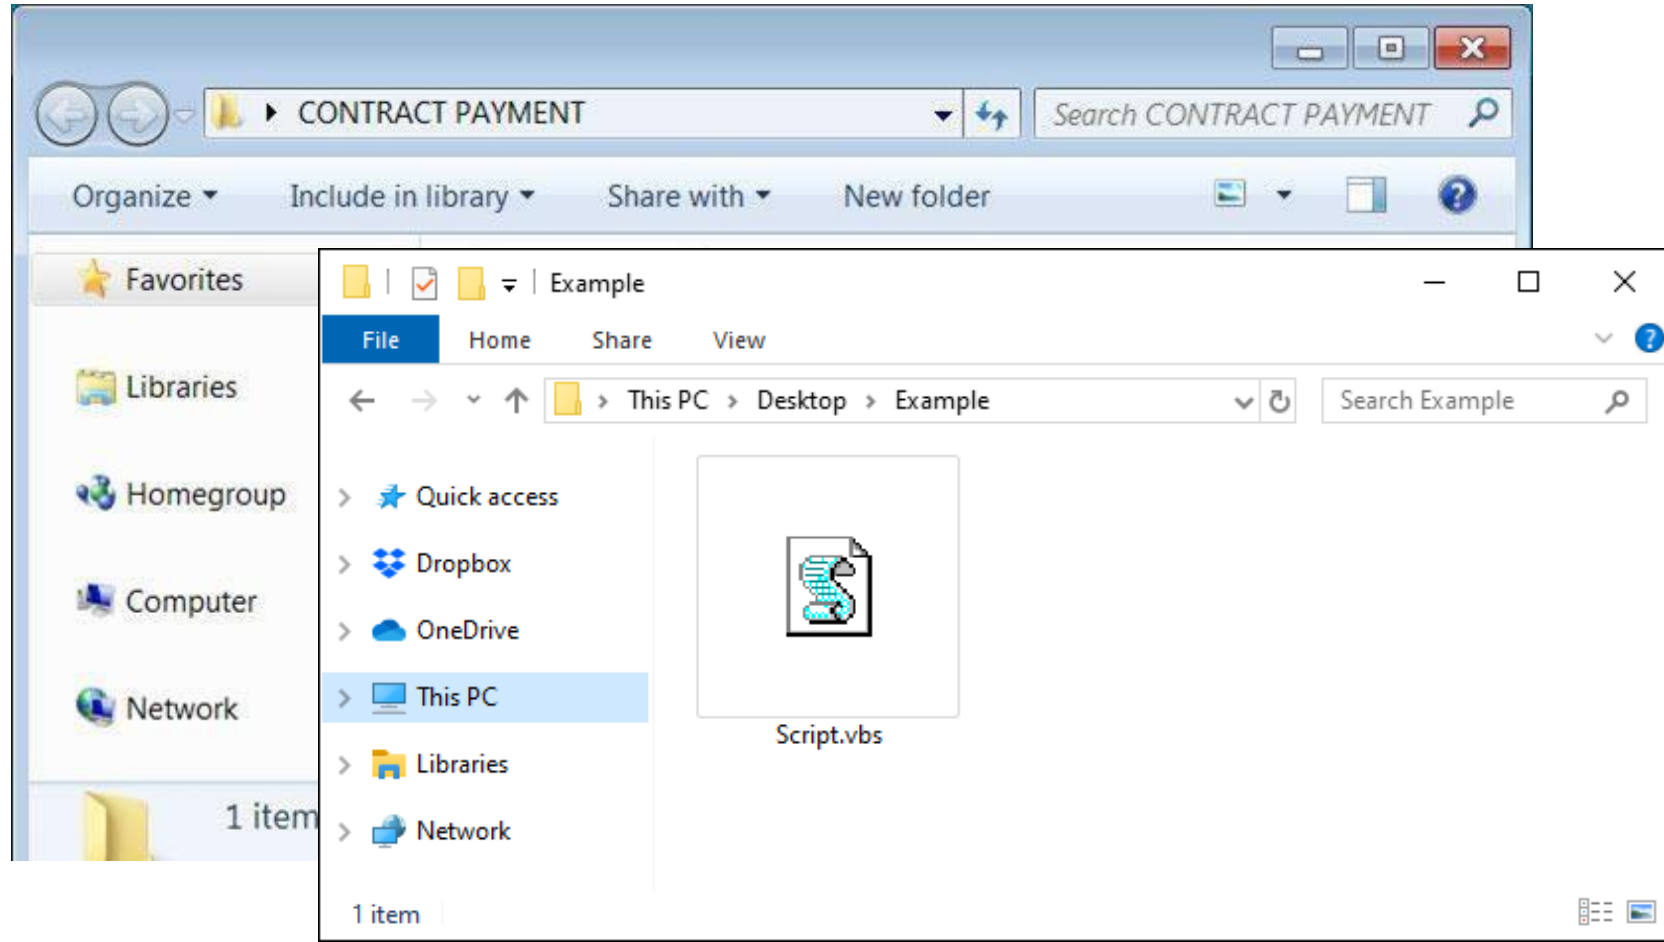 CONTRACT PAYMENT
Search CONTRACT PAYMENT
Organize Include in library Share with New folder
Favorites
Libraries
Homegroup
Computer
Network
1 item
Example
File Home Share View
This PC Desktop Example
Search Example
Quick access
Dropbox
OneDrive
This PC
Libraries
Network
Script.vbs
1 item